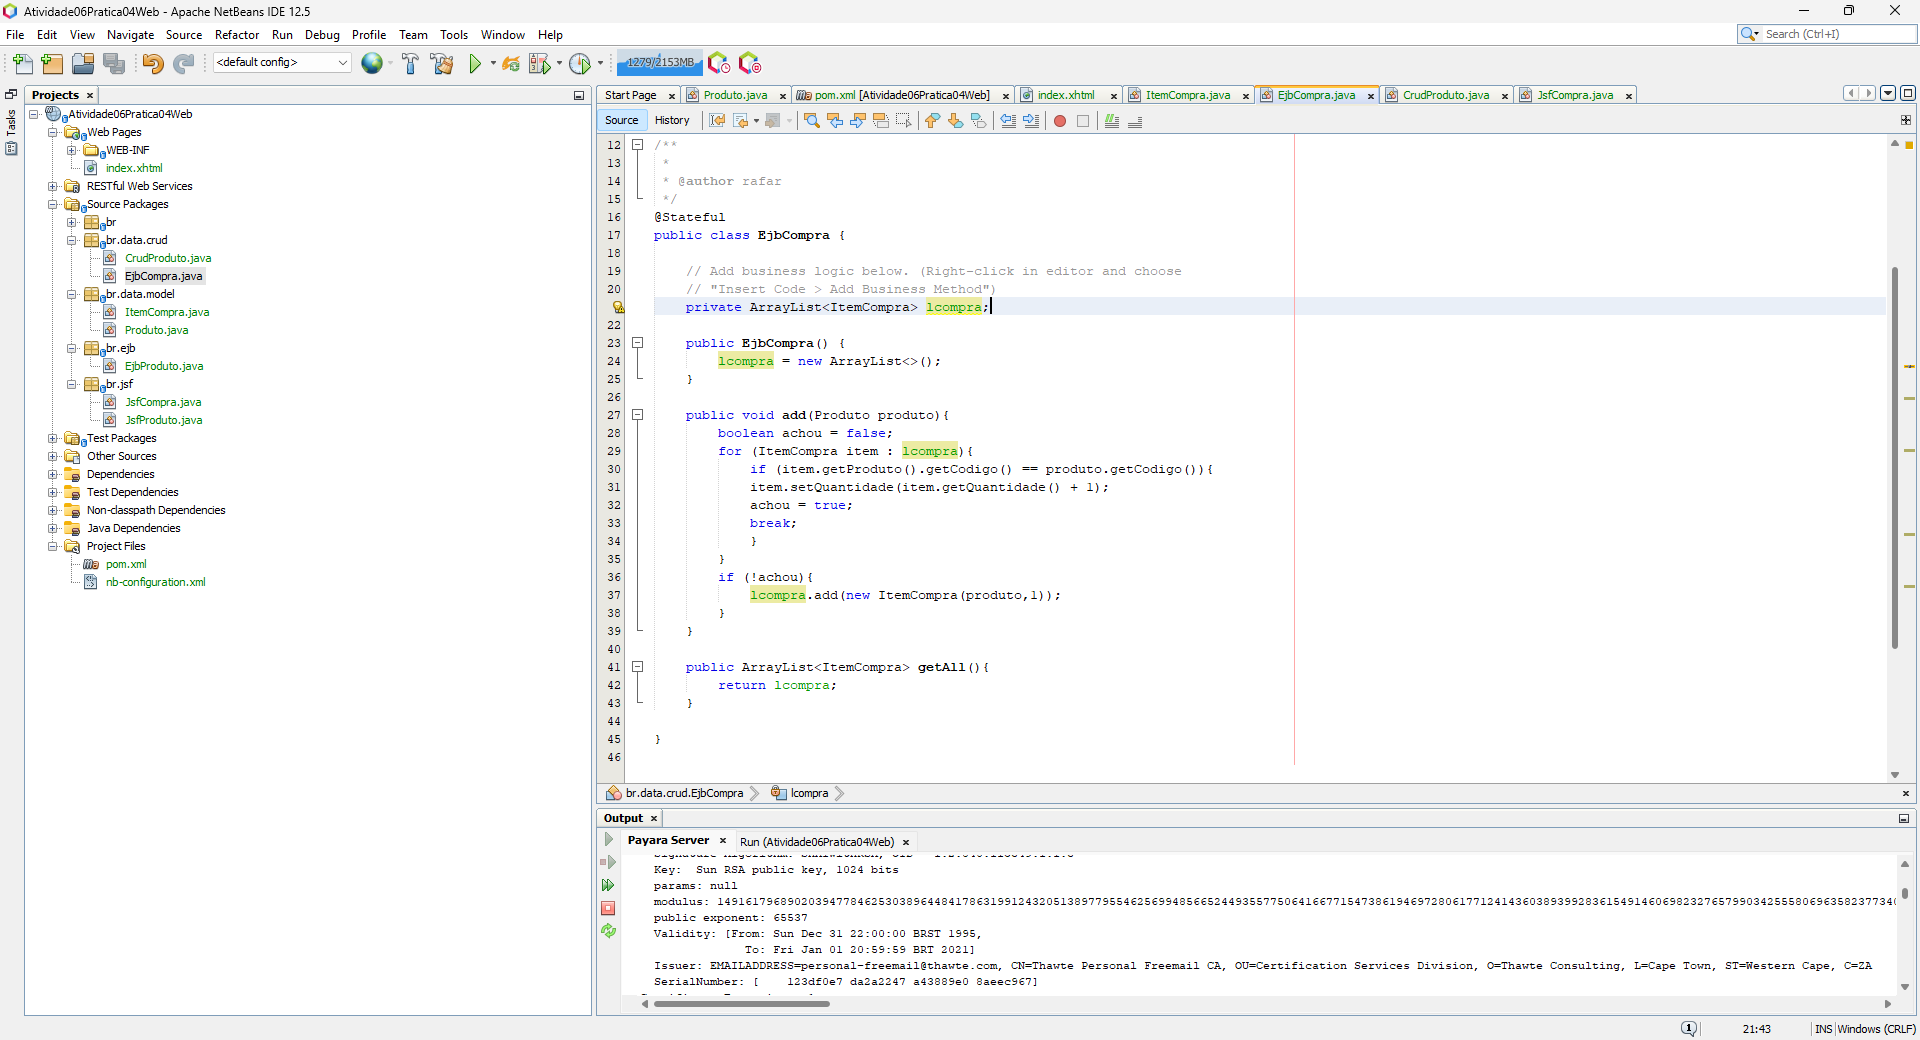 Atividade06Pratica04Web - Apache NetBeans IDE 12.5
File Edit View Navigate Source Refactor Run Debug Profile Team Tools Window Help
Search (Ctrl+I)
<default config>
1279/2153MB
Tasks
Projects
Atividade06Pratica04Web
Web Pages
WEB-INF
index.xhtml
RESTful Web Services
Source Packages
br
br.data.crud
CrudProduto.java
EjbCompra.java
br.data.model
ItemCompra.java
Produto.java
br.ejb
EjbProduto.java
br.jsf
JsfCompra.java
JsfProduto.java
Test Packages
Other Sources
Dependencies
Test Dependencies
Non-classpath Dependencies
Java Dependencies
Project Files
pom.xml
nb-configuration.xml
Start Page Produto.java pom.xml [Atividade06Pratica04Web] index.xhtml ItemCompra.java EjbCompra.java CrudProduto.java JsfCompra.java
Source History
12 /**
13 *
14 * @author rafar
15 */
16 @Stateful
17 public class EjbCompra {
18
19 // Add business logic below. (Right-click in editor and choose
20 // "Insert Code > Add Business Method")
private ArrayList<ItemCompra> lcompra;
22
23 public EjbCompra() {
24 lcompra = new ArrayList<>();
25 }
26
27 public void add(Produto produto){
28 boolean achou = false;
29 for (ItemCompra item : lcompra){
30 if (item.getProduto().getCodigo() == produto.getCodigo()){
31 item.setQuantidade(item.getQuantidade() + 1);
32 achou = true;
33 break;
34 }
35 }
36 if (!achou){
37 lcompra.add(new ItemCompra(produto,1));
38 }
39 }
40
41 public ArrayList<ItemCompra> getAll(){
42 return lcompra;
43 }
44
45 }
46
br.data.crud.EjbCompra lcompra
Output
Payara Server Run (Atividade06Pratica04Web)
Key: Sun RSA public key, 1024 bits
params: null
modulus:
public exponent: 65537
Validity: [From: Sun Dec 31 22:00:00 BRST 1995,
To: Fri Jan 01 20:59:59 BRT 2021]
Issuer: EMAILADDRESS=personal-freemail@thawte.com, CN=Thawte Personal Freemail CA, OU=Certification Services Division, O=Thawte Consulting, L=Cape Town, ST=Western Cape, C=ZA
SerialNumber: [ 123df0e7 da2a2247 a43889e0 8aeec967]
1 21:43 INS Windows (CRLF)